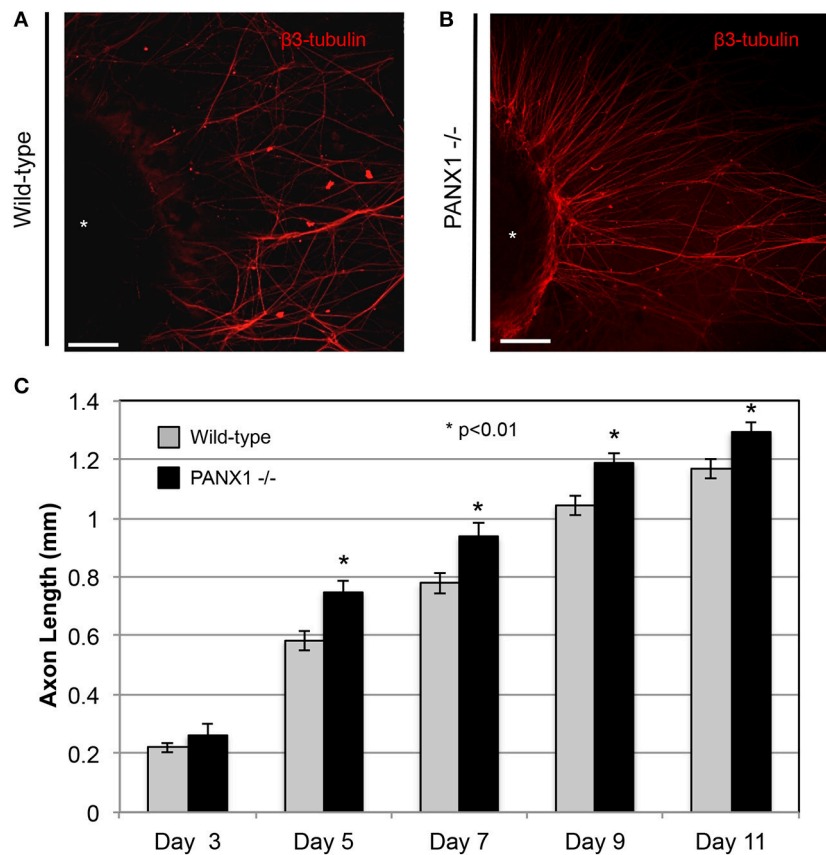 A
β3-tubulin
Wild-type
*
B
β3-tubulin
PANX1 -/-
*
C
Axon Length (mm)
1.4
1.2
1
0.8
0.6
0.4
0.2
0
Wild-type
PANX1 -/-
* p<0.01
*
*
*
*
Day 3
Day 5
Day 7
Day 9
Day 11